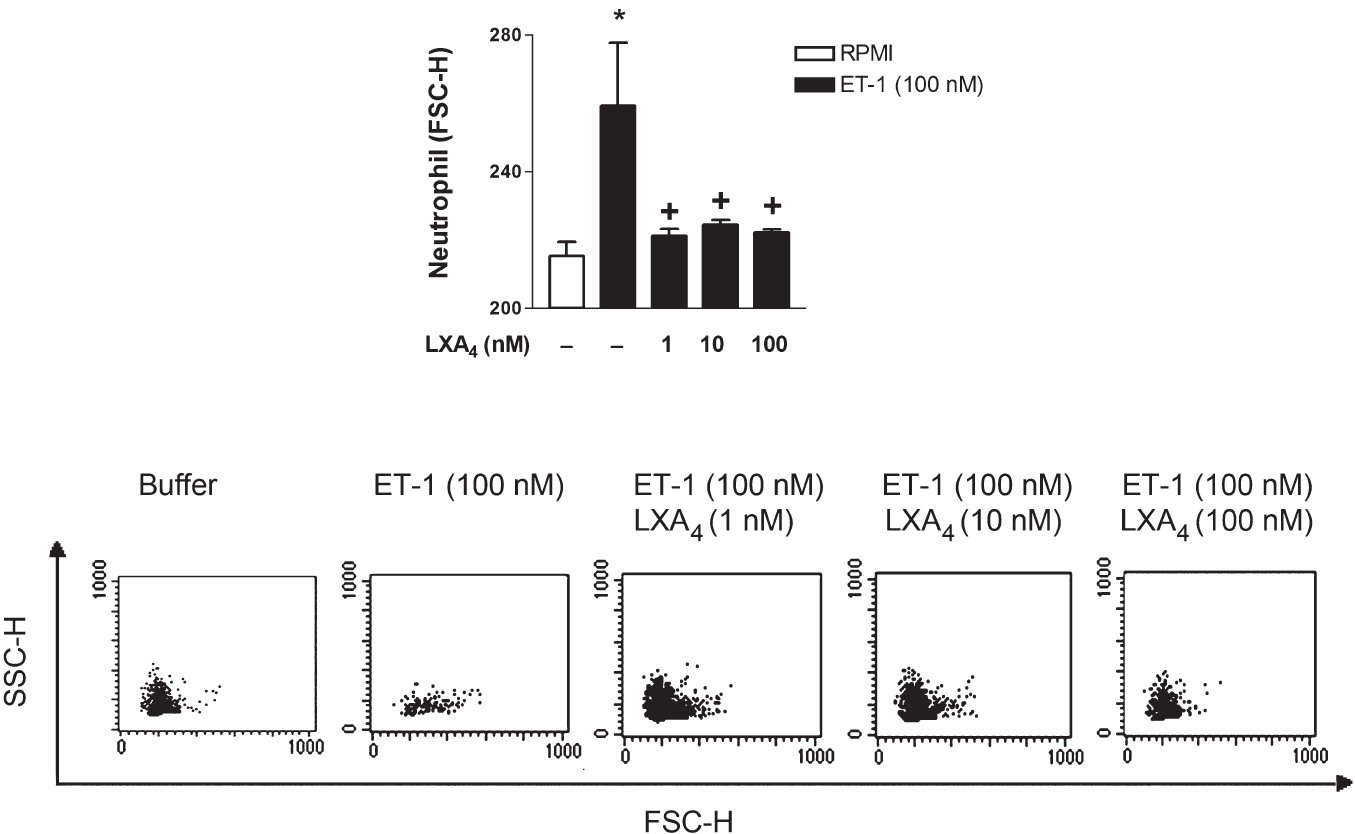 *
280
240
200
Neutrophil (FSC-H)
RPMI
ET-1 (100 nM)
+ + +
LXA4 (nM) – – 1 10 100
Buffer
ET-1 (100 nM)
ET-1 (100 nM)
LXA4 (1 nM)
ET-1 (100 nM)
LXA4 (10 nM)
ET-1 (100 nM)
LXA4 (100 nM)
SSC-H
1000
0
0 1000
1000
0
0 1000
1000
0
0 1000
1000
0
0 1000
1000
0
0 1000
FSC-H